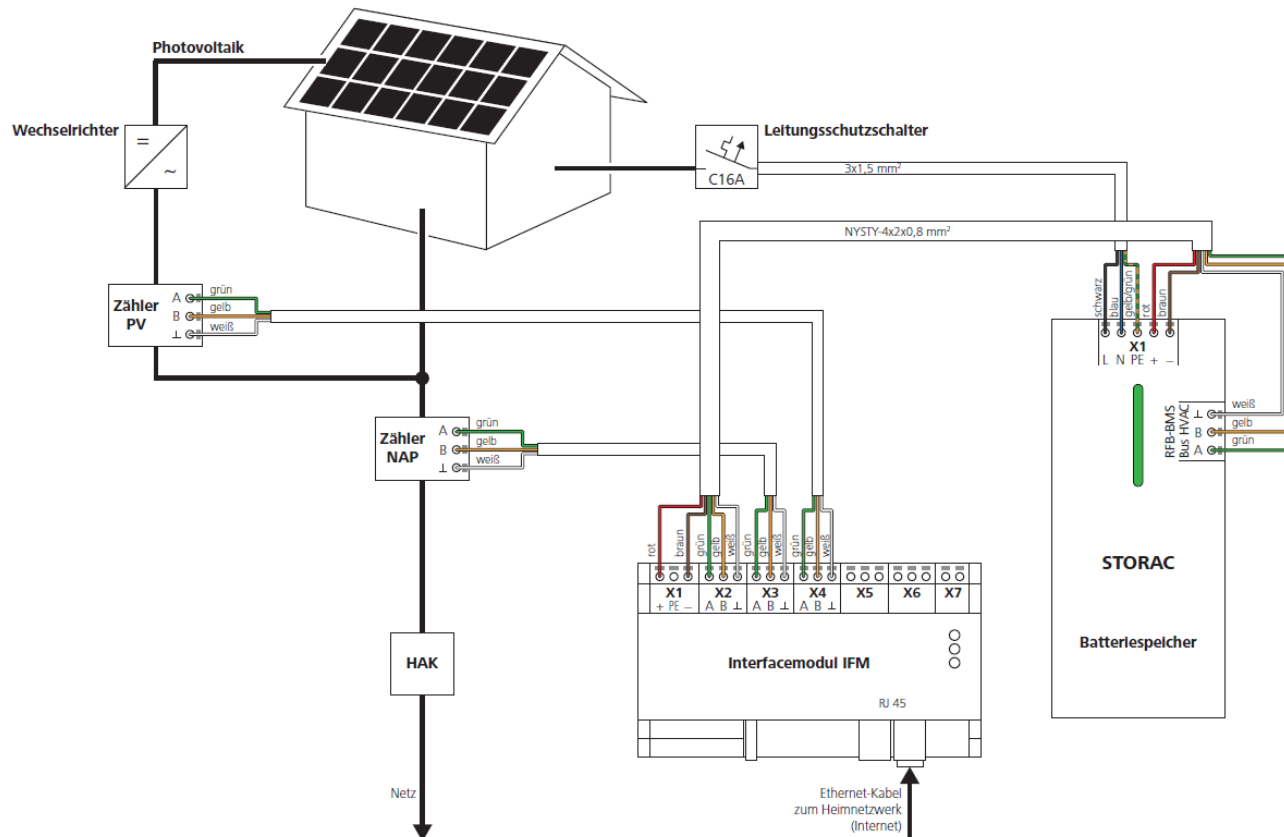 Photovoltaik
Wechselrichter
=
~
Leitungsschutzschalter
C16A
3x1,5 mm²
NYSTY-4x2x0,8 mm²
Zähler
PV
A
B
⊥
grün
gelb
weiß
Zähler
NAP
A
B
⊥
grün
gelb
weiß
schwarz
blau
gelb/grün
rot
braun
X1
L N PE + −
RFB-BMS
Bus HVAC
⊥
B
A
weiß
gelb
grün
STORAC
Batteriespeicher
rot
braun
grün
gelb
weiß
grün
gelb
weiß
grün
gelb
weiß
X1 X2 X3 X4 X5 X6 X7
+ PE − A B ⊥ A B ⊥ A B ⊥
Interfacemodul IFM
RJ 45
HAK
Netz
Ethernet-Kabel
zum Heimnetzwerk
(Internet)